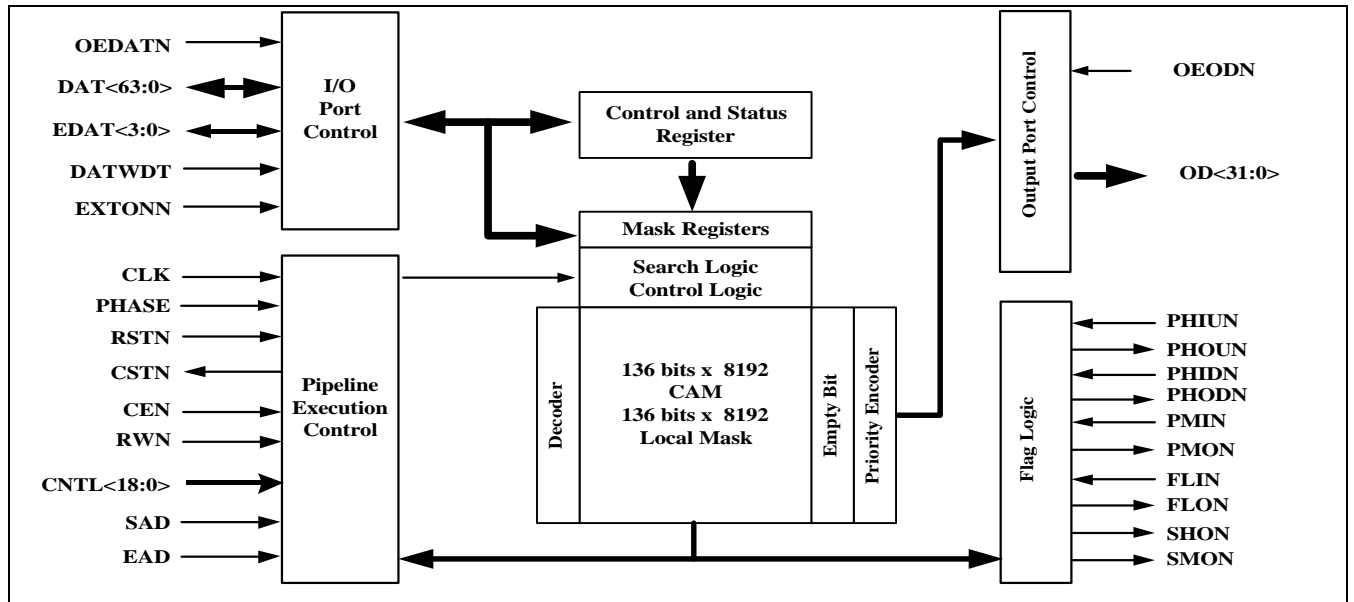 OEDATN
DAT<63:0>
EDAT<3:0>
DATWDT
EXTONN
I/O
Port
Control
CLK
PHASE
RSTN
CSTN
CEN
RWN
CNTL<18:0>
SAD
EAD
Pipeline
Execution
Control
Control and Status
Register
Mask Registers
Search Logic
Control Logic
Decoder
136 bits x 8192
CAM
136 bits x 8192
Local Mask
Empty Bit
Priority Encoder
Output Port Control
OEODN
OD<31:0>
Flag Logic
PHIUN
PHOUN
PHIDN
PHODN
PMIN
PMON
FLIN
FLON
SHON
SMON